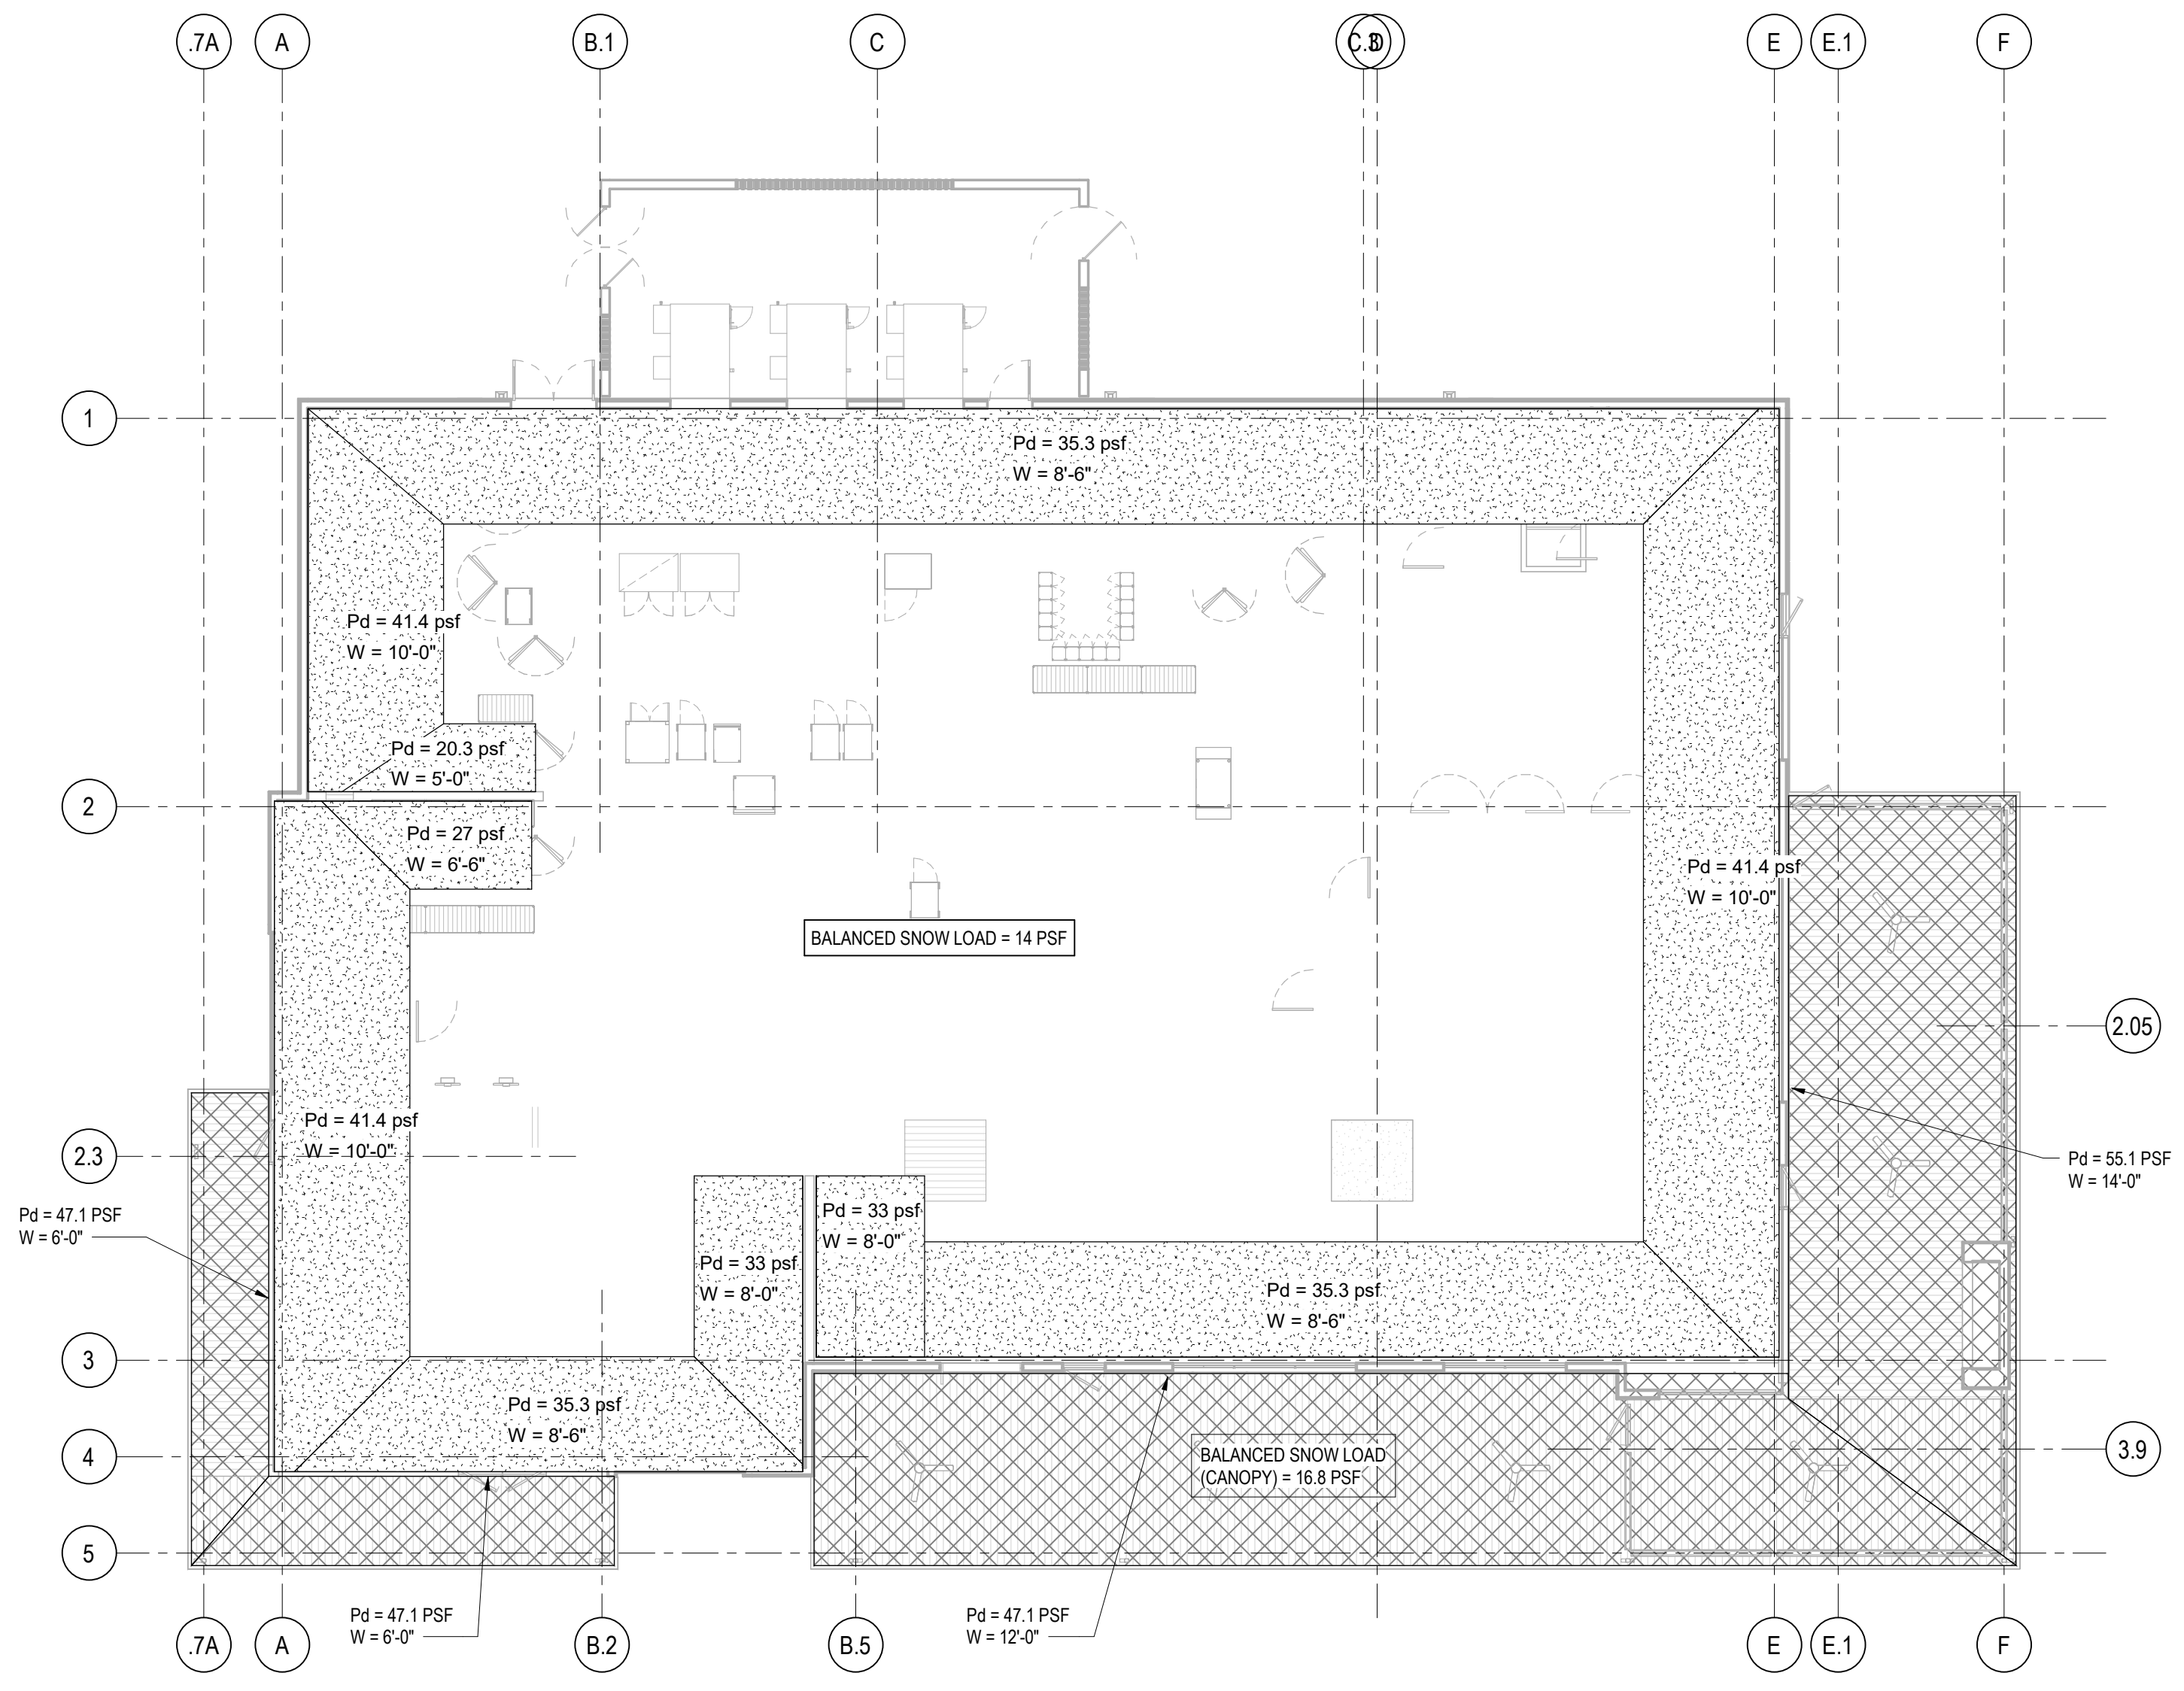 .7A
A
B.1
C
C.3
D
E
E.1
F
1
Pd = 35.3 psf
W = 8'-6"
Pd = 41.4 psf
W = 10'-0"
Pd = 20.3 psf
W = 5'-0"
2
Pd = 27 psf
W = 6'-6"
Pd = 41.4 psf
W = 10'-0"
BALANCED SNOW LOAD = 14 PSF
2.05
Pd = 41.4 psf
W = 10'-0"
2.3
Pd = 55.1 PSF
W = 14'-0"
Pd = 47.1 PSF
W = 6'-0"
Pd = 33 psf
W = 8'-0"
Pd = 33 psf
W = 8'-0"
Pd = 35.3 psf
W = 8'-6"
3
Pd = 35.3 psf
W = 8'-6"
4
BALANCED SNOW LOAD
(CANOPY) = 16.8 PSF
3.9
5
Pd = 47.1 PSF
W = 6'-0"
Pd = 47.1 PSF
W = 12'-0"
.7A
A
B.2
B.5
E
E.1
F